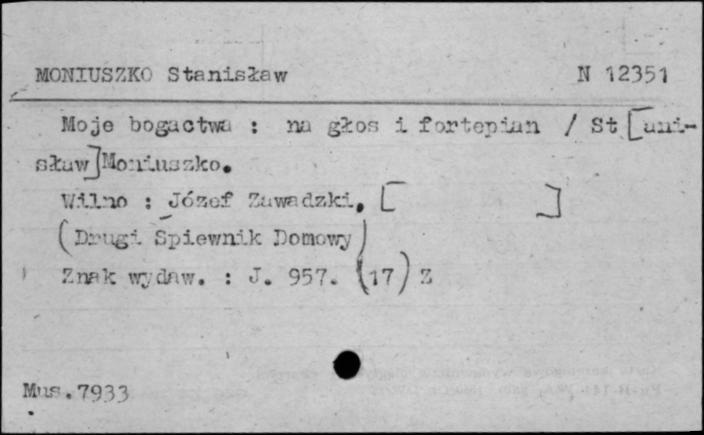 MONIUSZKO Stanisław N 12351
Moje bogactwa : na głos i fortepian / St[ani-
sław]Moniuszko.
Wilno : Józef Zawadzki, [ ]
(Drugi Śpiewnik Domowy)
Znak wydaw. : J. 957. (17) Z
Mus.7933